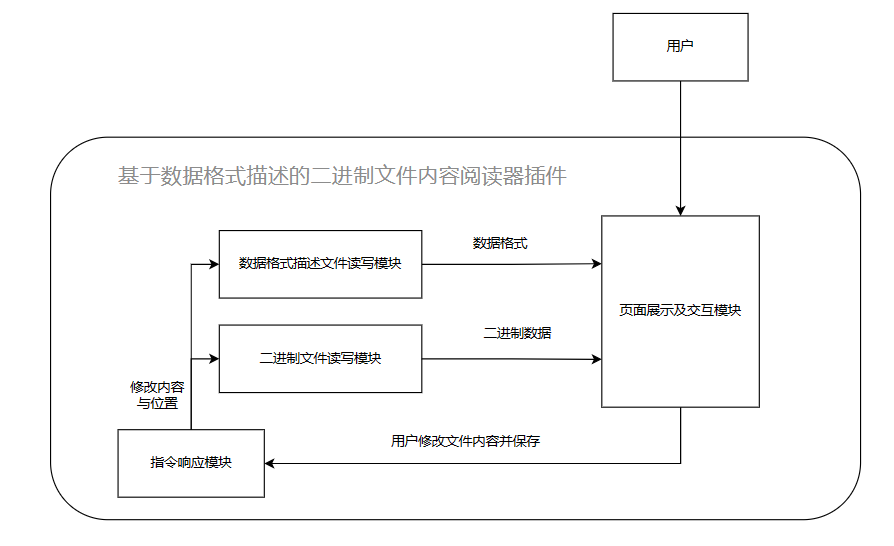 用户
基于数据格式描述的二进制文件内容阅读器插件
数据格式
数据格式描述文件读写模块
页面展示及交互模块
二进制数据
二进制文件读写模块
修改内容
与位置
用户修改文件内容并保存
指令响应模块